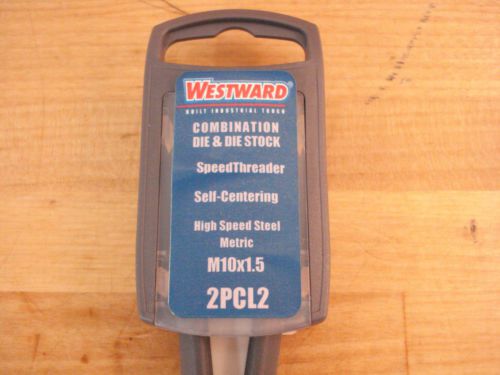 WESTWARD
BUILT INDUSTRIAL TOUGH
COMBINATION
DIE & DIE STOCK
SpeedThreader
Self-Centering
High Speed Steel
Metric
M10x1.5
2PCL2